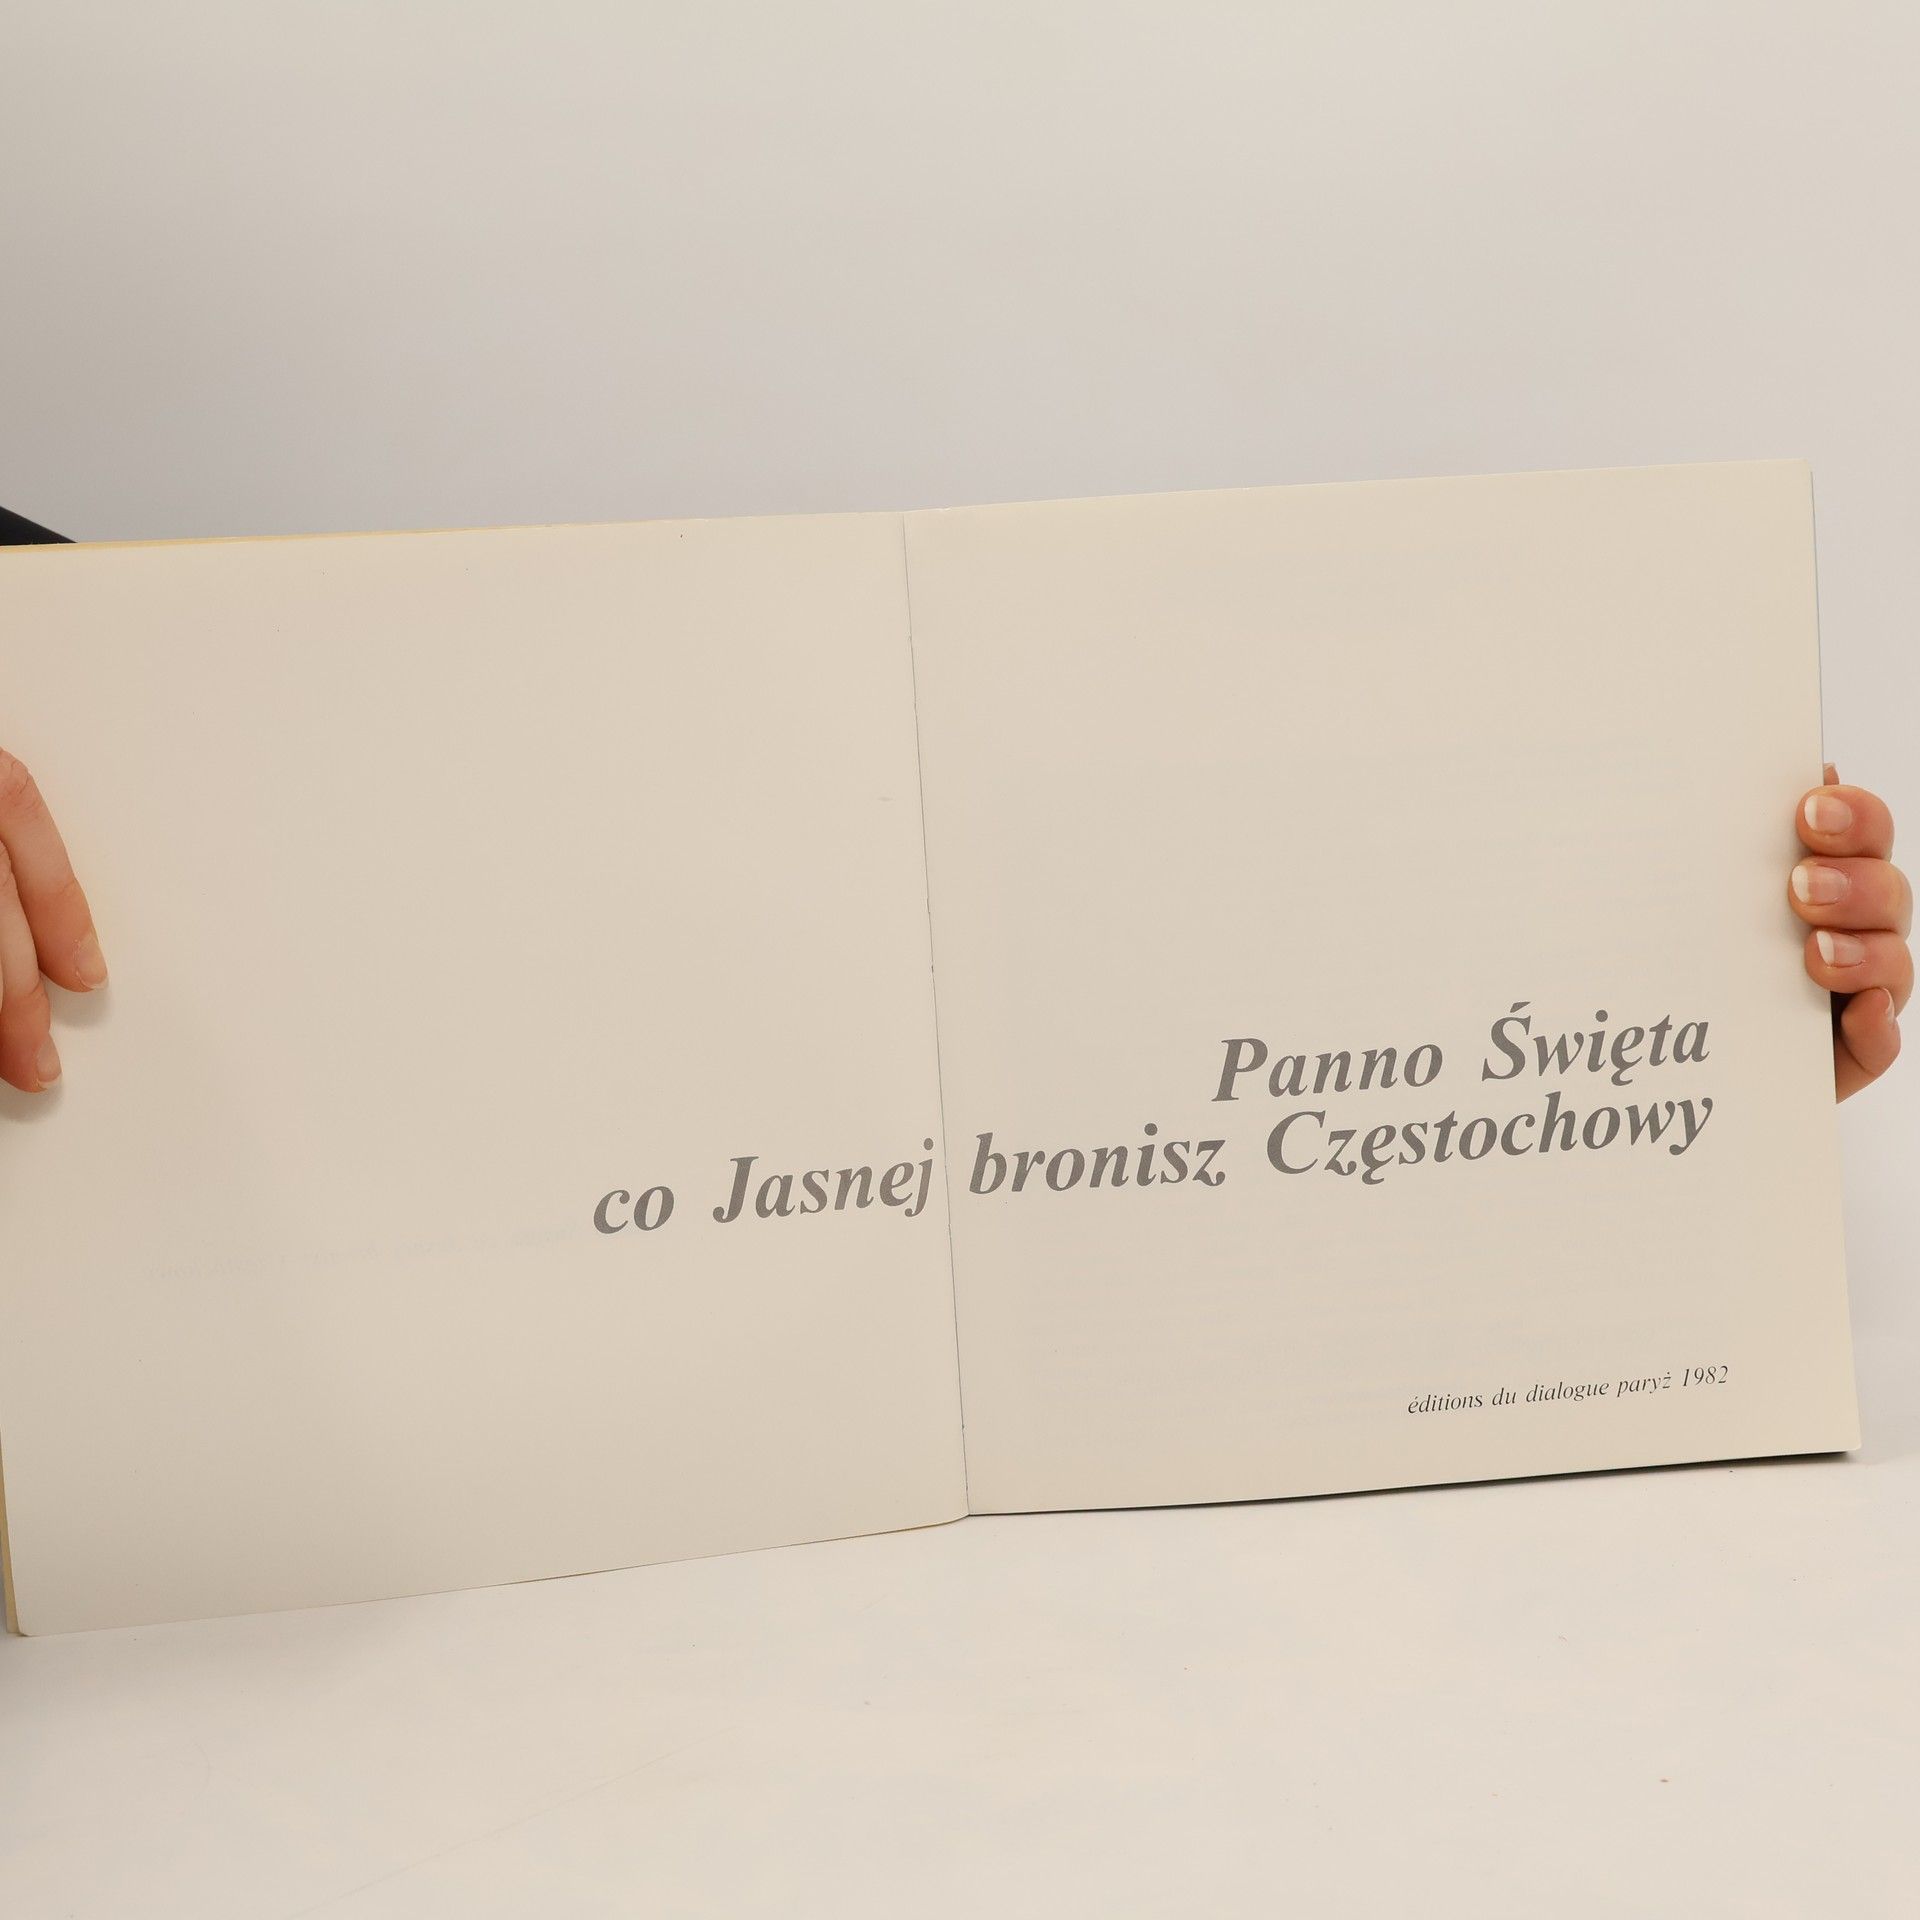 Panno Święta
co Jasnej bronisz Częstochowy
éditions du dialogue paryż 1982